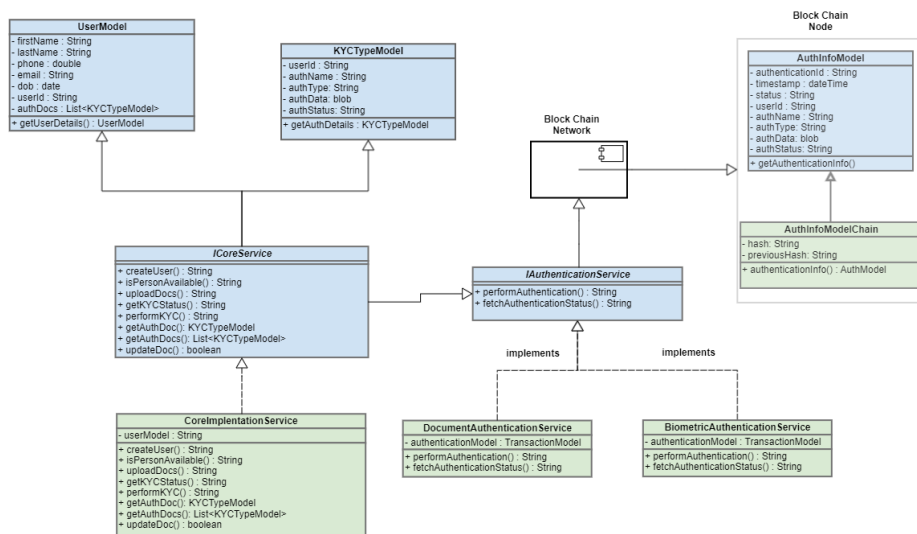 UserModel
- firstName : String
- lastName : String
- phone : double
- email : String
- dob : date
- userId : String
- authDocs : List<KYCTypeModel>
+ getUserDetails() : UserModel
KYCTypeModel
- userId : String
- authName : String
- authType: String
- authData: blob
- authStatus: String
+ getAuthDetails : KYCTypeModel
Block Chain
Network
Block Chain
Node
AuthInfoModel
- authenticationId : String
- timestamp : dateTime
- status : String
- userId : String
- authName : String
- authType: String
- authData: blob
- authStatus: String
+ getAuthenticationInfo()
AuthInfoModelChain
- hash: String
- previousHash: String
+ authenticationInfo() : AuthModel
ICoreService
+ createUser() : String
+ isPersonAvailable() : String
+ uploadDocs() : String
+ getKYCStatus() : String
+ performKYC() : String
+ getAuthDoc(): KYCTypeModel
+ getAuthDocs(): List<KYCTypeModel>
+ updateDoc() : boolean
IAuthenticationService
+ performAuthentication() : String
+ fetchAuthenticationStatus() : String
implements
implements
CoreImplentationService
- userModel : String
+ createUser() : String
+ isPersonAvailable() : String
+ uploadDocs() : String
+ getKYCStatus() : String
+ performKYC() : String
+ getAuthDoc(): KYCTypeModel
+ getAuthDocs(): List<KYCTypeModel>
+ updateDoc() : boolean
DocumentAuthenticationService
- authenticationModel : TransactionModel
+ performAuthentication() : String
+ fetchAuthenticationStatus() : String
BiometricAuthenticationService
- authenticationModel : TransactionModel
+ performAuthentication() : String
+ fetchAuthenticationStatus() : String